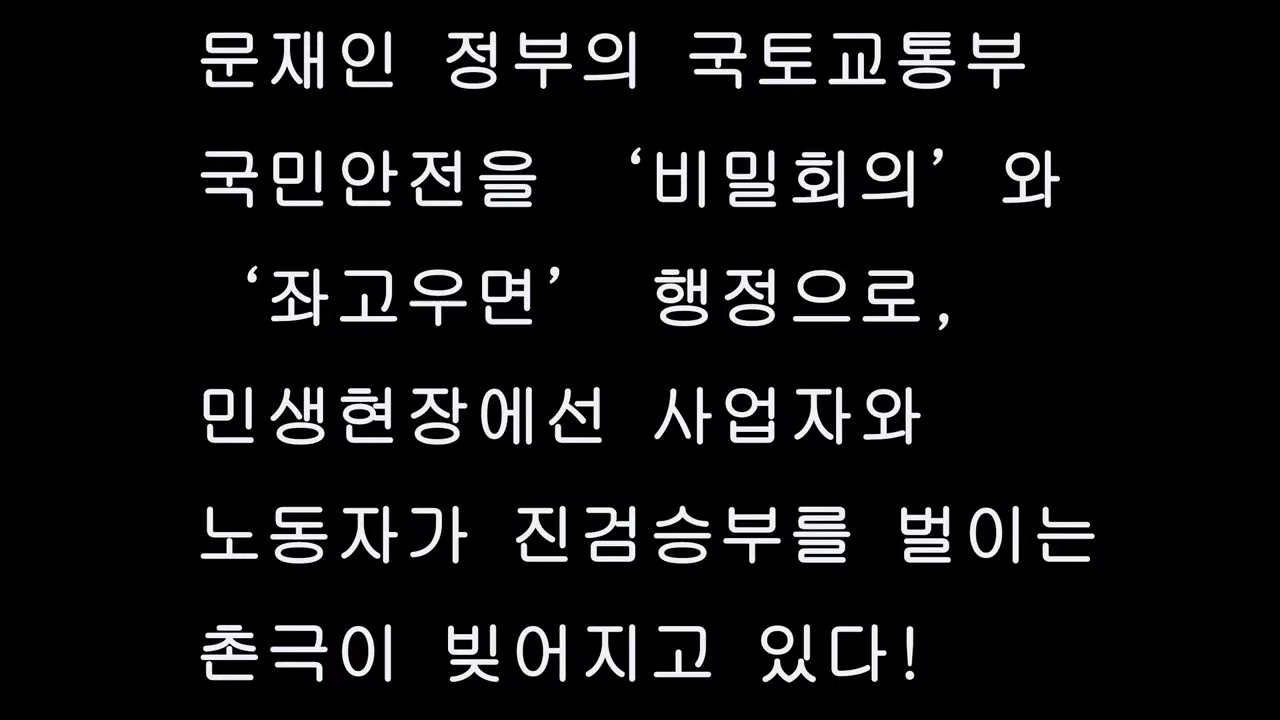 문재인 정부의 국토교통부
국민안전을 ‘비밀회의’와
‘좌고우면’ 행정으로,
민생현장에선 사업자와
노동자가 진검승부를 벌이는
촌극이 빚어지고 있다!